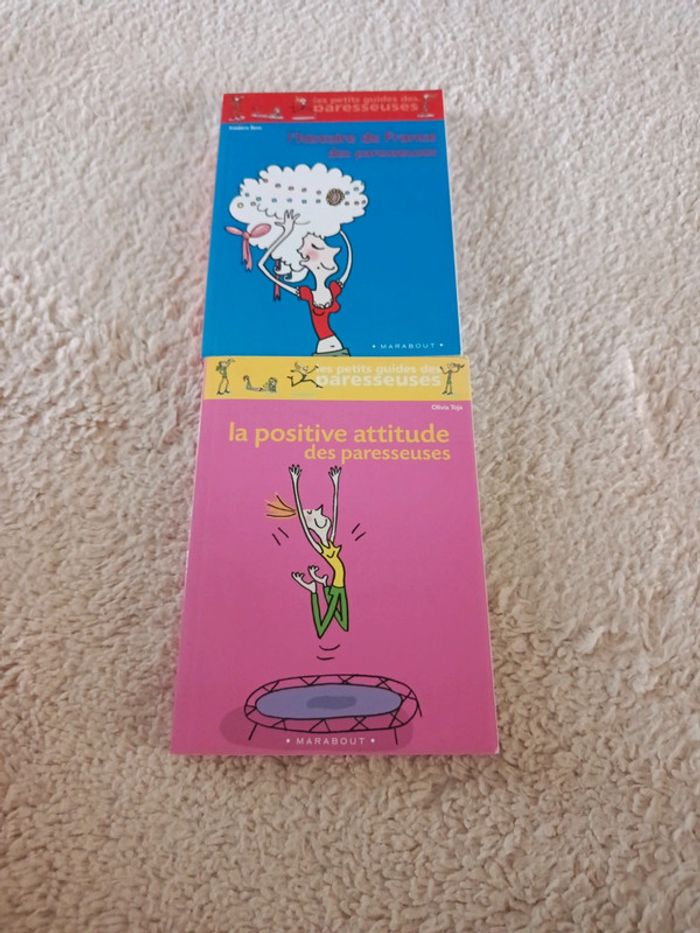 les petits guides des
paresseuses
l'histoire de France
des paresseuses
• MARABOUT •
les petits guides des
paresseuses
Olivia Toja
la positive attitude
des paresseuses
• MARABOUT •